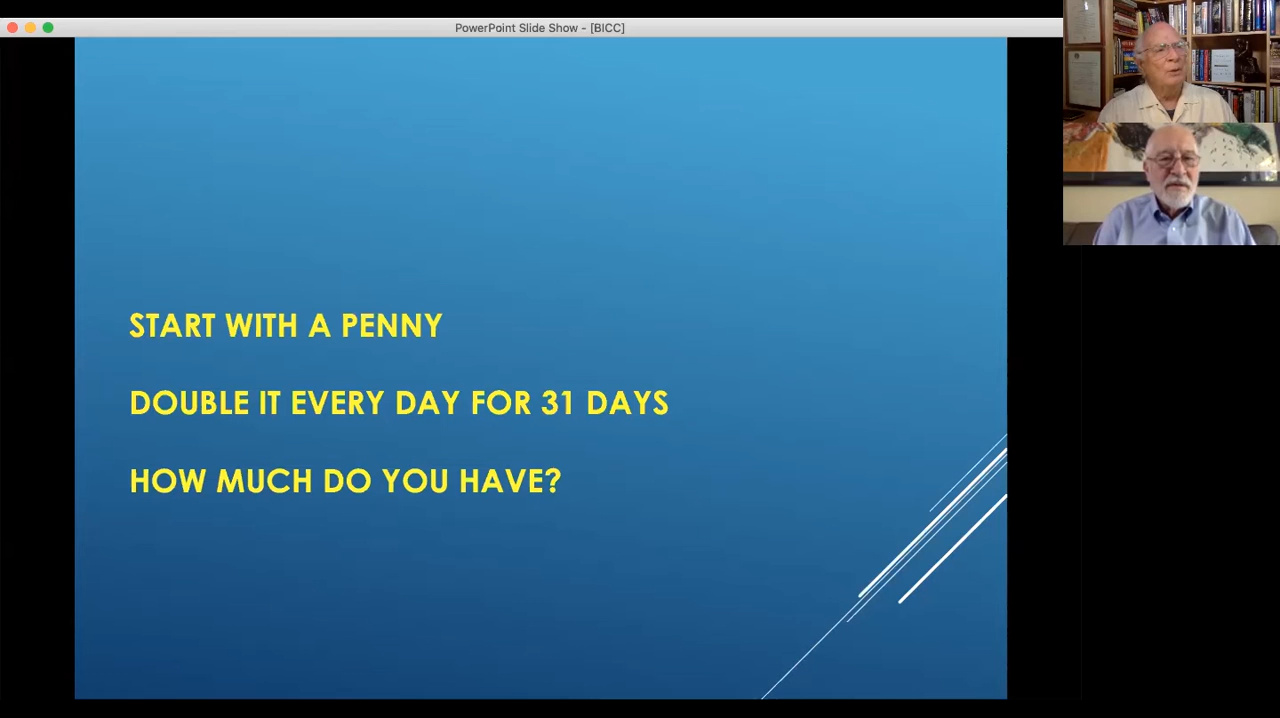 PowerPoint Slide Show - [BICC]
START WITH A PENNY
DOUBLE IT EVERY DAY FOR 31 DAYS
HOW MUCH DO YOU HAVE?